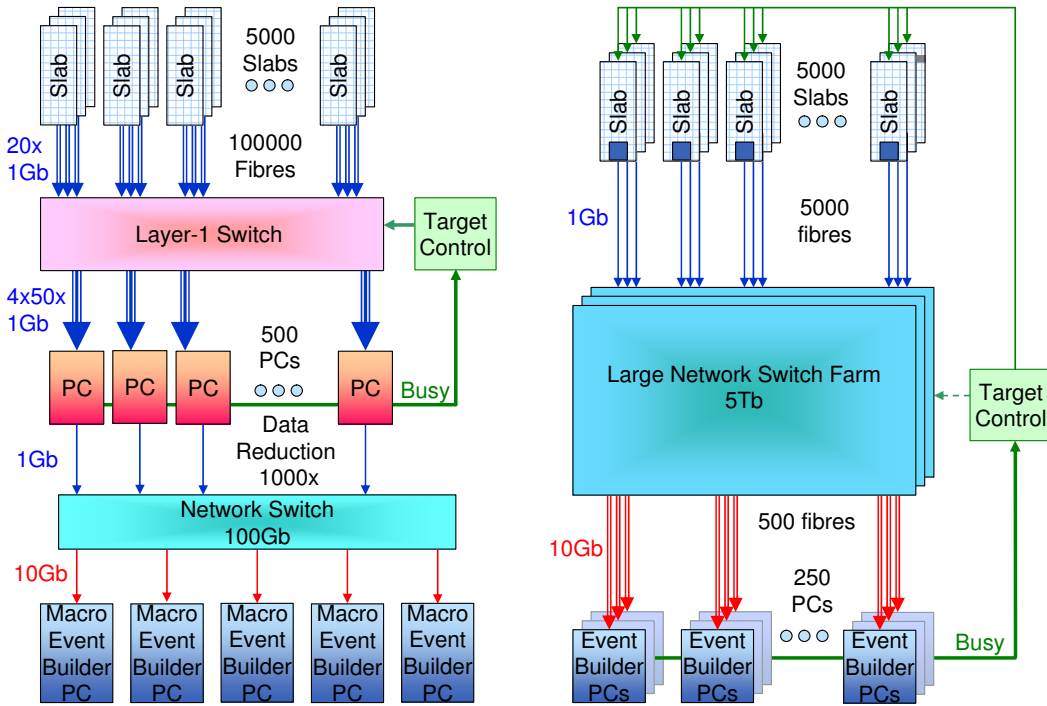 Slab
Slab
Slab
5000
Slabs
Slab
20x
1Gb
100000
Fibres
Layer-1 Switch
Target
Control
4x50x
1Gb
PC
PC
PC
500
PCs
PC
Busy
Data
Reduction
1000x
1Gb
Network Switch
100Gb
10Gb
Macro
Event
Builder
PC
Macro
Event
Builder
PC
Macro
Event
Builder
PC
Macro
Event
Builder
PC
Macro
Event
Builder
PC
Slab
Slab
Slab
5000
Slabs
Slab
1Gb
5000
fibres
Large Network Switch Farm
5Tb
Target
Control
500 fibres
10Gb
250
PCs
Event
Builder
PCs
Event
Builder
PCs
Event
Builder
PCs
Busy